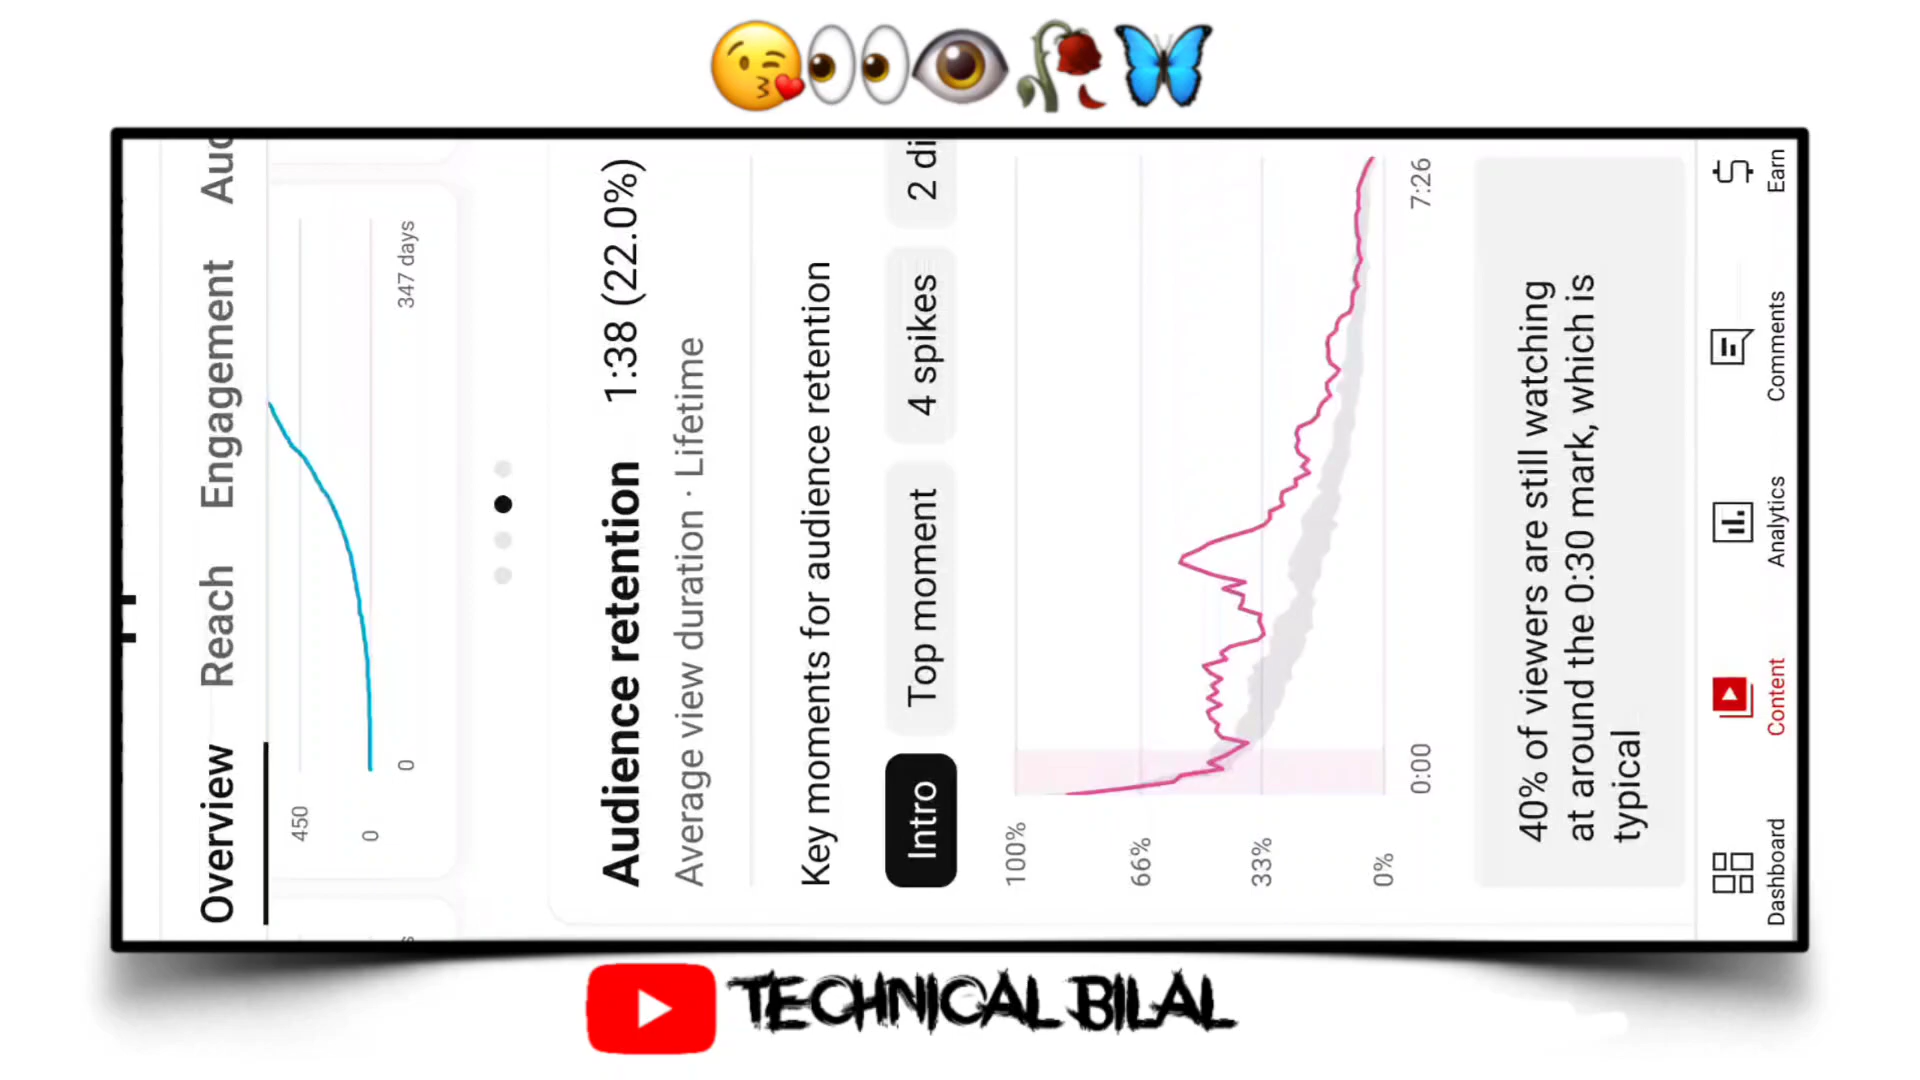 Overview Reach Engagement Auc
450
0
0 347 days
Audience retention 1:38 (22.0%)
Average view duration · Lifetime
Key moments for audience retention
Intro Top moment 4 spikes 2 di
100%
66%
33%
0%
0:00 7:26
40% of viewers are still watching
at around the 0:30 mark, which is
typical
Dashboard Content Analytics Comments Earn
TECHNICAL BILAL